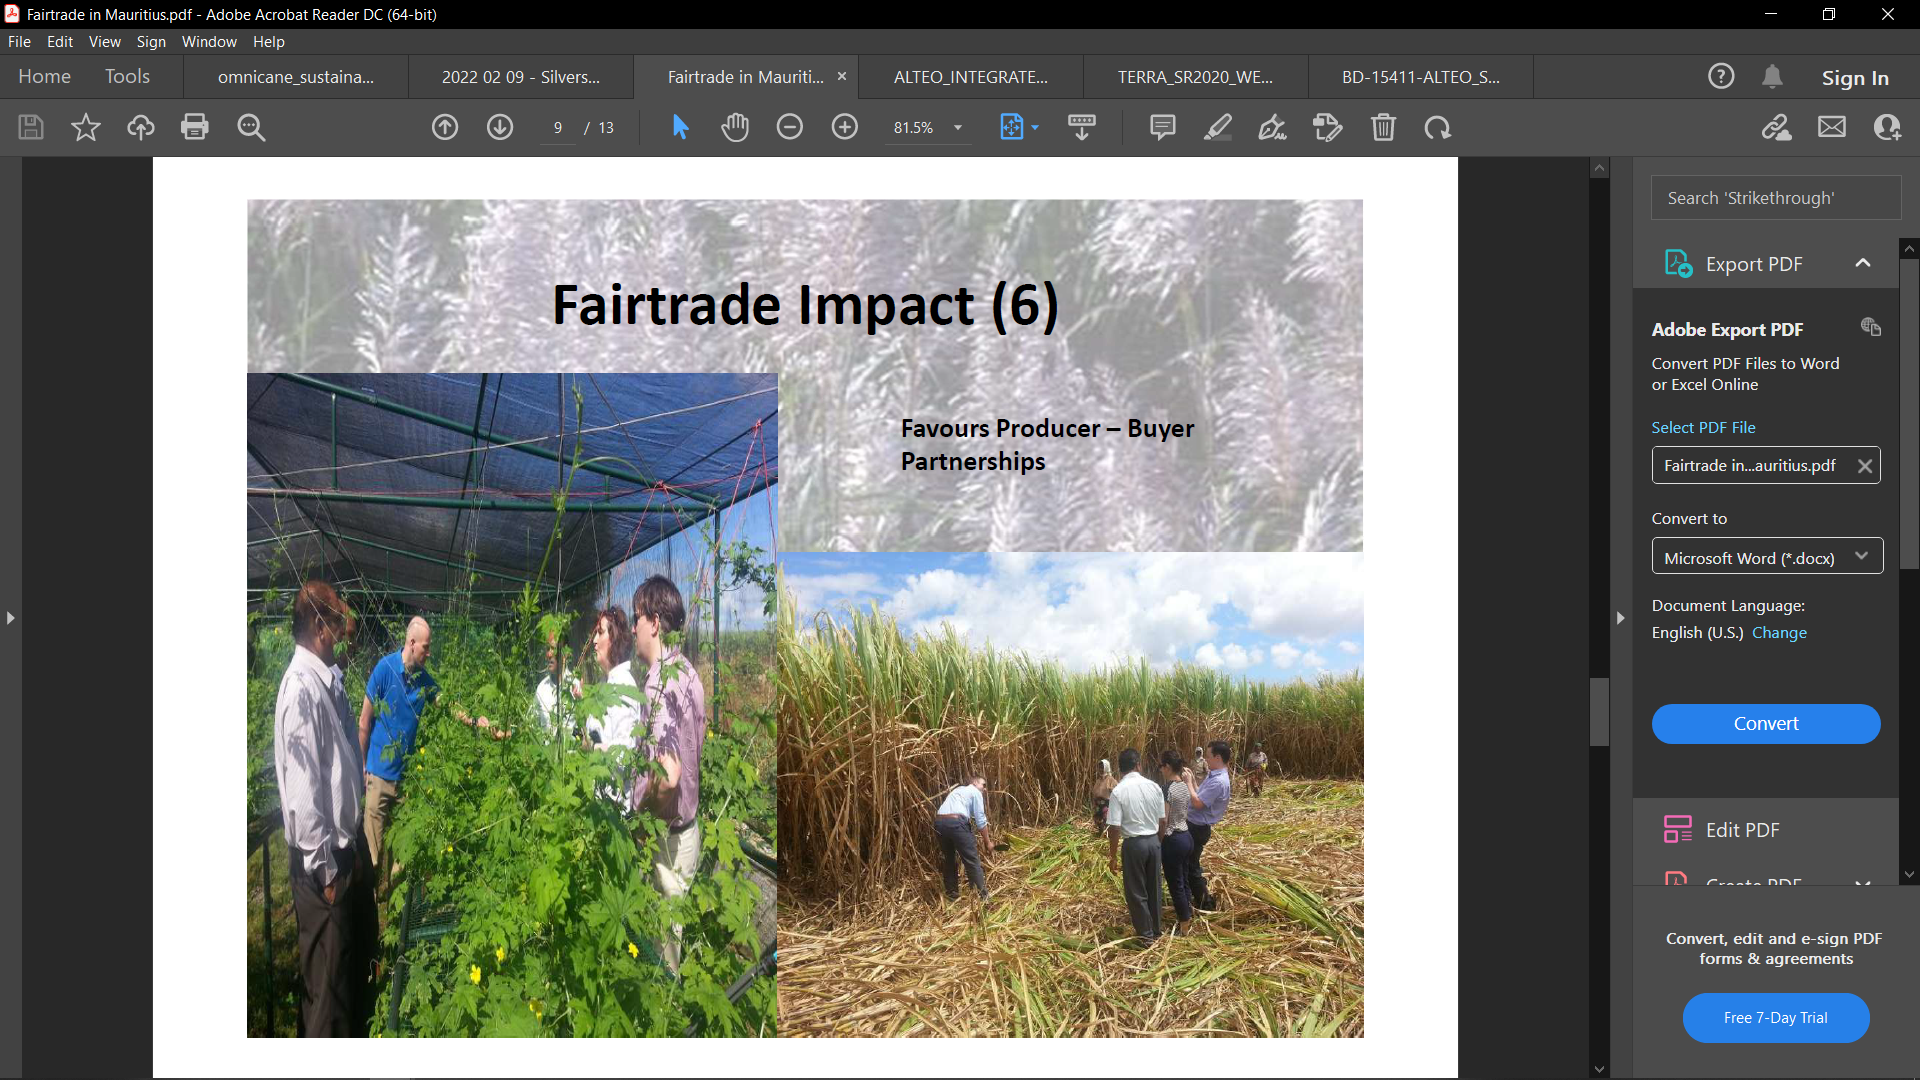 Fairtrade in Mauritius.pdf - Adobe Acrobat Reader DC (64-bit)
File Edit View Sign Window Help
Home Tools omnicane_sustaina... 2022 02 09 - Silvers... Fairtrade in Mauriti... ALTEO_INTEGRATE... TERRA_SR2020_WE... BD-15411-ALTEO_S... Sign In
9 / 13 81.5%
Fairtrade Impact (6)
Favours Producer – Buyer
Partnerships
Search 'Strikethrough'
Export PDF
Adobe Export PDF
Convert PDF Files to Word
or Excel Online
Select PDF File
Fairtrade in...auritius.pdf
Convert to
Microsoft Word (*.docx)
Document Language:
English (U.S.) Change
Convert
Edit PDF
Create PDF
Convert, edit and e-sign PDF
forms & agreements
Free 7-Day Trial